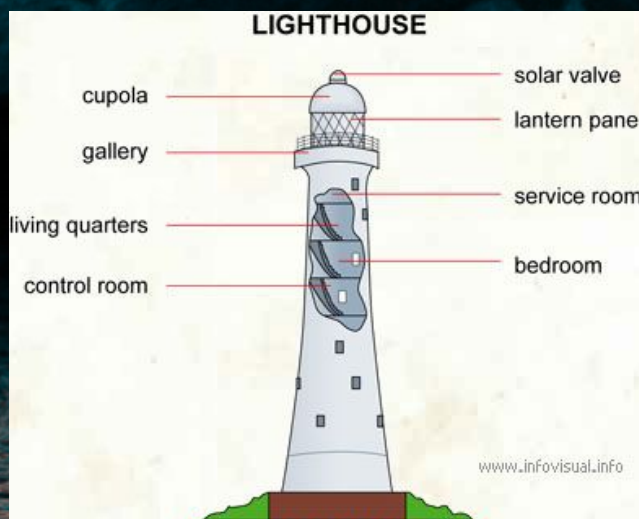 LIGHTHOUSE
solar valve
cupola
lantern pane
gallery
service room
living quarters
bedroom
control room
www.infovisual.info